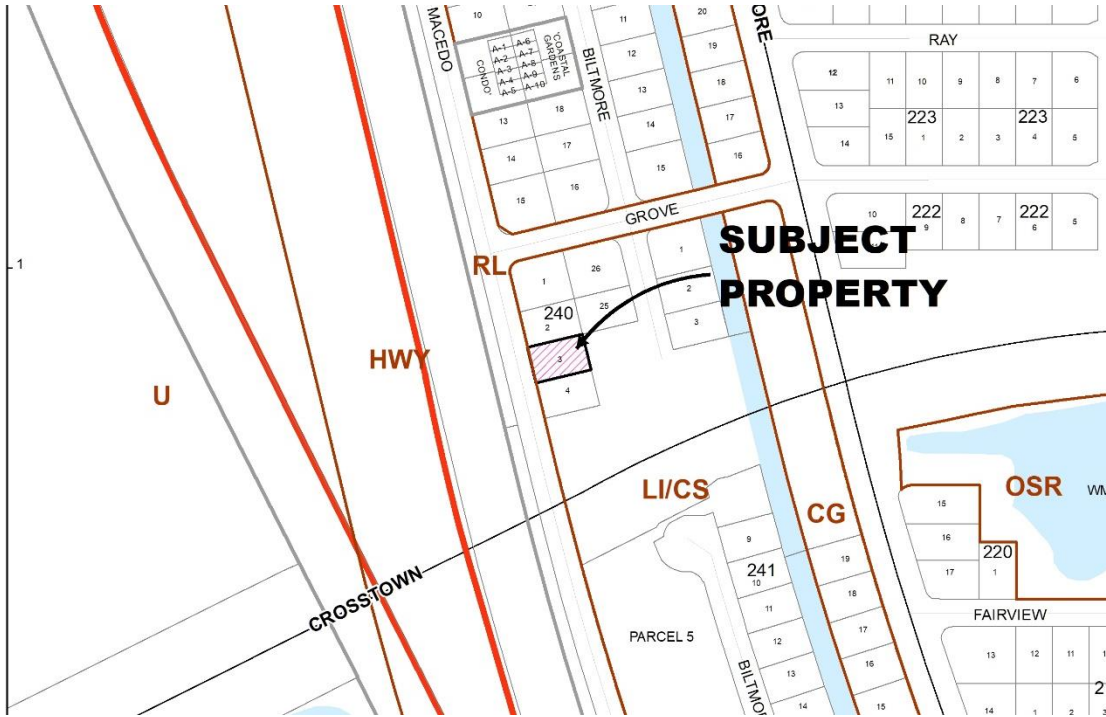 MACEDO
10
A-1 A-6
A-2 A-7
A-3 A-8
A-4 A-9
A-5 A-10
CONDO'
'COASTAL
GARDENS
BILTMORE
11
12
13
14
15
13
18
14
17
15
16
20
19
18
17
16
ORE
RAY
12
11
10
9
8
7
6
13
223
223
14
15
1
2
3
4
5
10
222
9
8
7
222
6
5
GROVE
SUBJECT
PROPERTY
1
RL
1
26
240
2
25
3
4
1
2
3
HWY
U
LI/CS
CG
OSR
WM
15
16
17
220
1
FAIRVIEW
13
12
11
1
14
1
2
CROSSTOWN
PARCEL 5
9
241
10
11
12
13
14
BILTMO
19
18
17
16
15